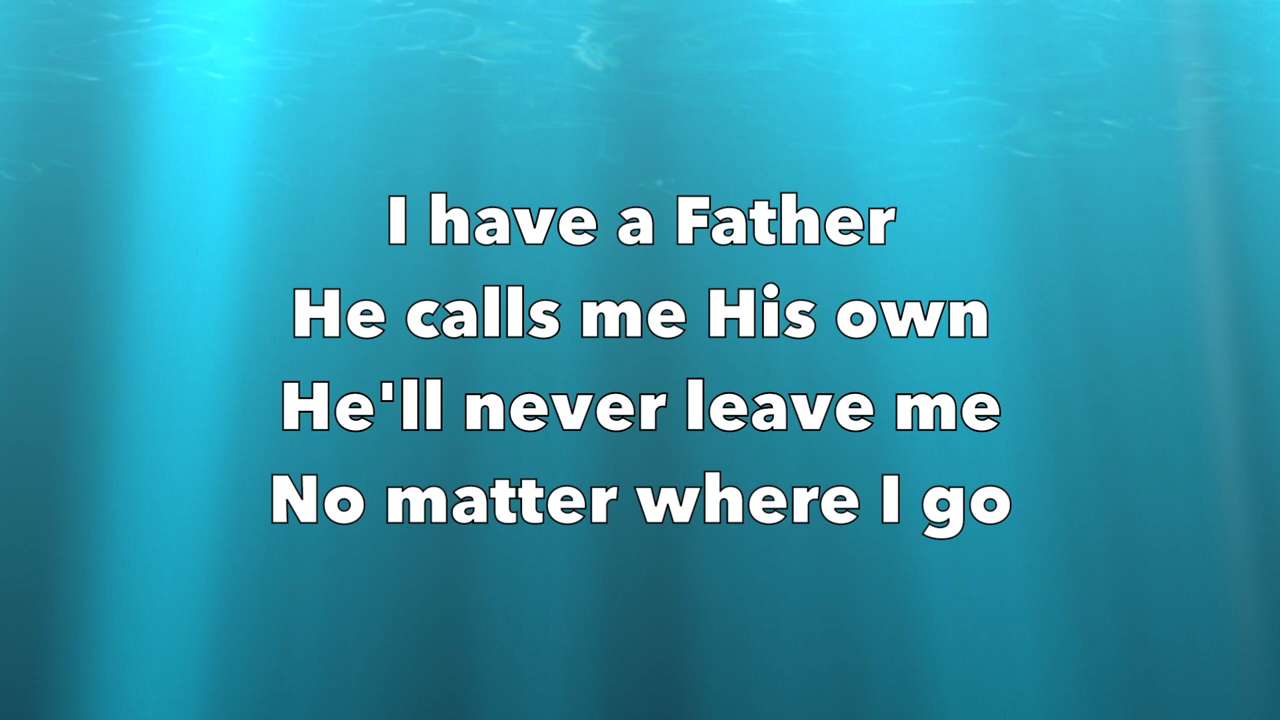 I have a Father
He calls me His own
He'll never leave me
No matter where I go